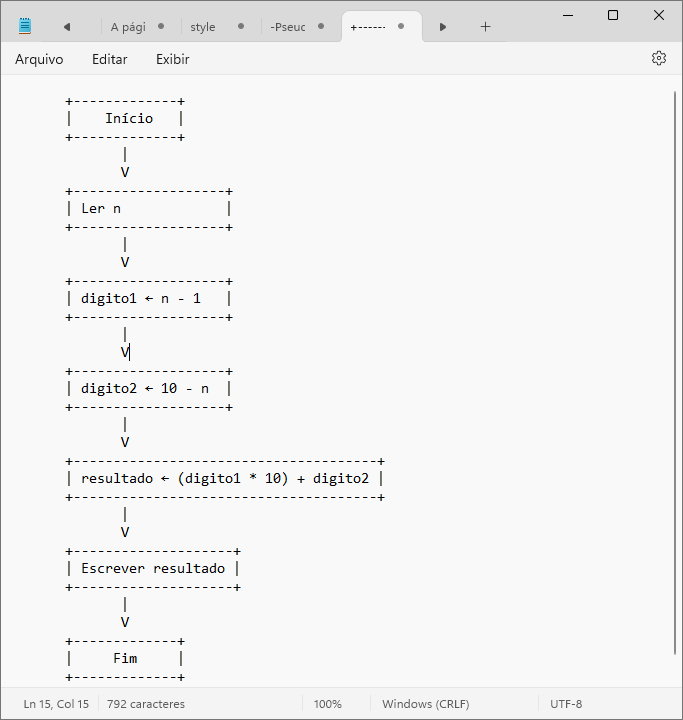 A pági
style
-Pseuc
+------
Arquivo Editar Exibir
+-------------+
|    Início   |
+-------------+
       |
       V
+-------------------+
| Ler n             |
+-------------------+
       |
       V
+-------------------+
| digito1 ← n - 1   |
+-------------------+
       |
       V
+-------------------+
| digito2 ← 10 - n  |
+-------------------+
       |
       V
+--------------------------------------+
| resultado ← (digito1 * 10) + digito2 |
+--------------------------------------+
       |
       V
+--------------------+
| Escrever resultado |
+--------------------+
       |
       V
+-------------+
|     Fim     |
+-------------+
Ln 15, Col 15 792 caracteres 100% Windows (CRLF) UTF-8